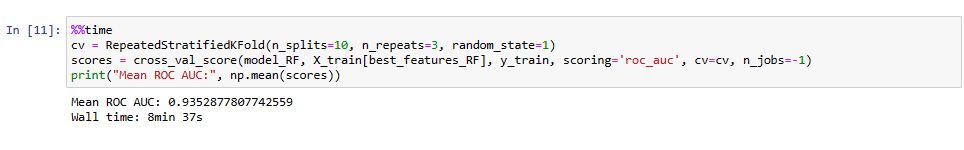 In [11]: %%time
cv = RepeatedStratifiedKFold(n_splits=10, n_repeats=3, random_state=1)
scores = cross_val_score(model_RF, X_train[best_features_RF], y_train, scoring='roc_auc', cv=cv, n_jobs=-1)
print("Mean ROC AUC:", np.mean(scores))
Mean ROC AUC: 0.9352877807742559
Wall time: 8min 37s